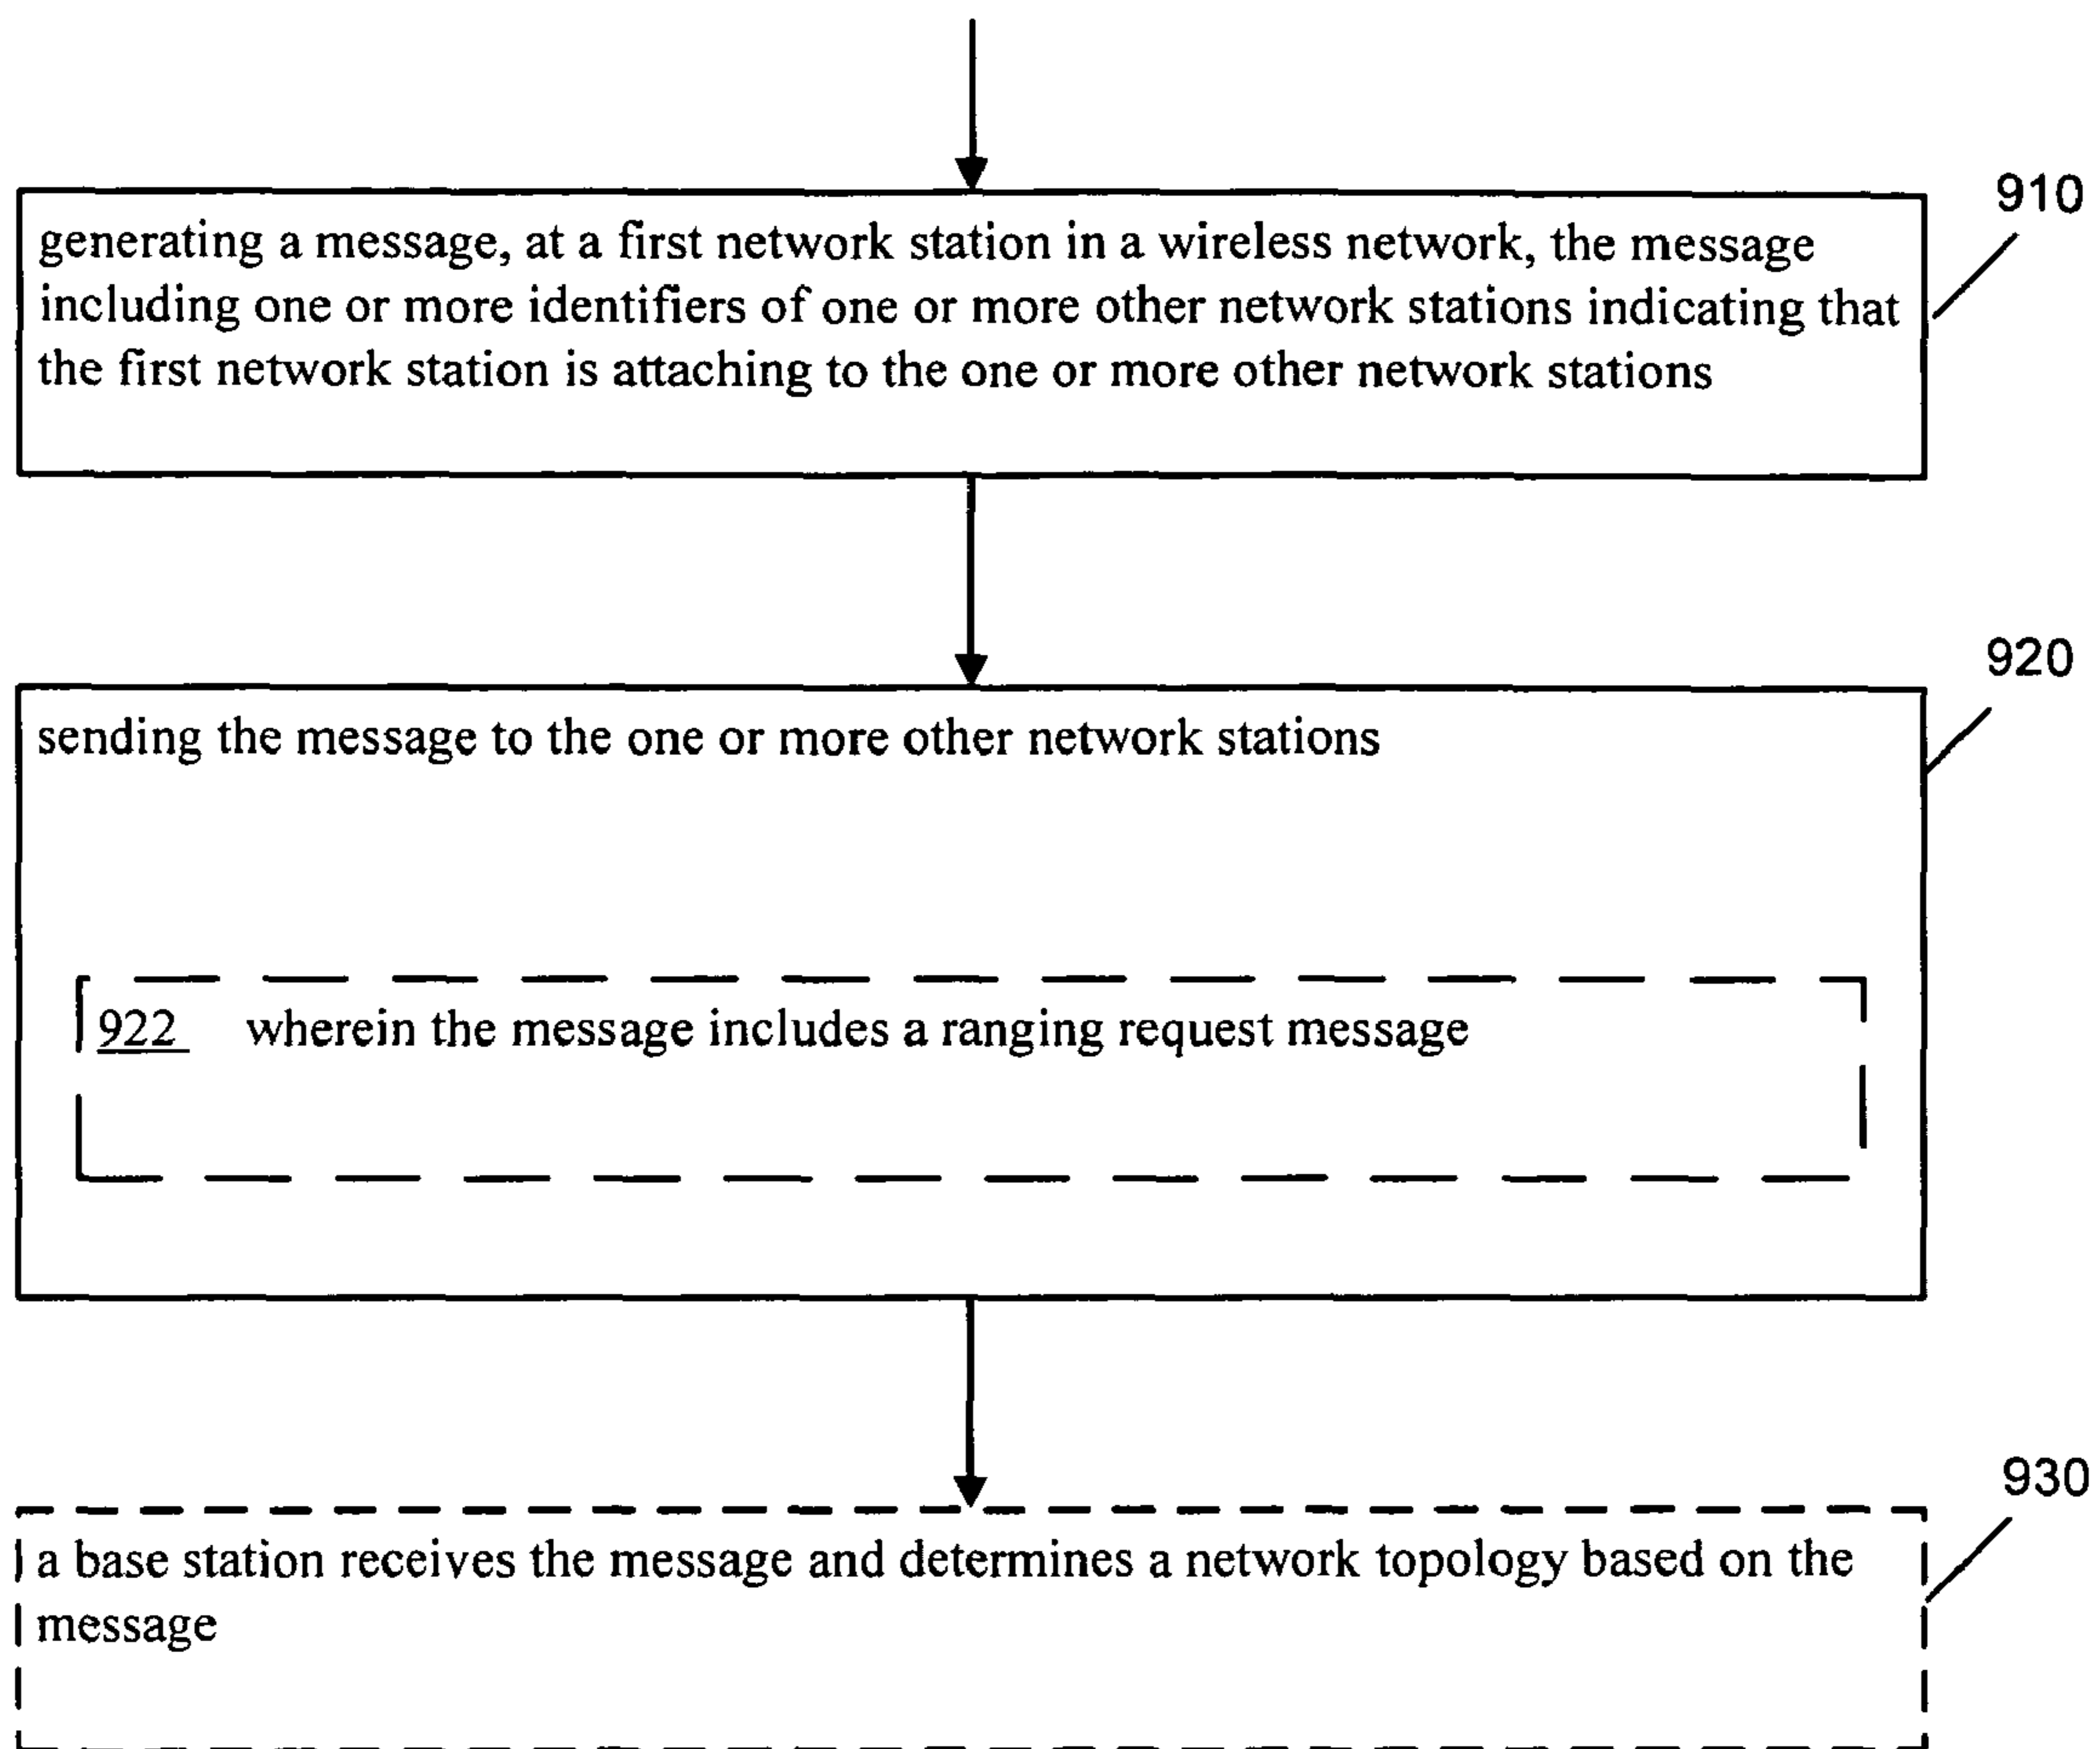 910
generating a message, at a first network station in a wireless network, the message
including one or more identifiers of one or more other network stations indicating that
the first network station is attaching to the one or more other network stations
920
sending the message to the one or more other network stations
922 wherein the message includes a ranging request message
930
a base station receives the message and determines a network topology based on the
message